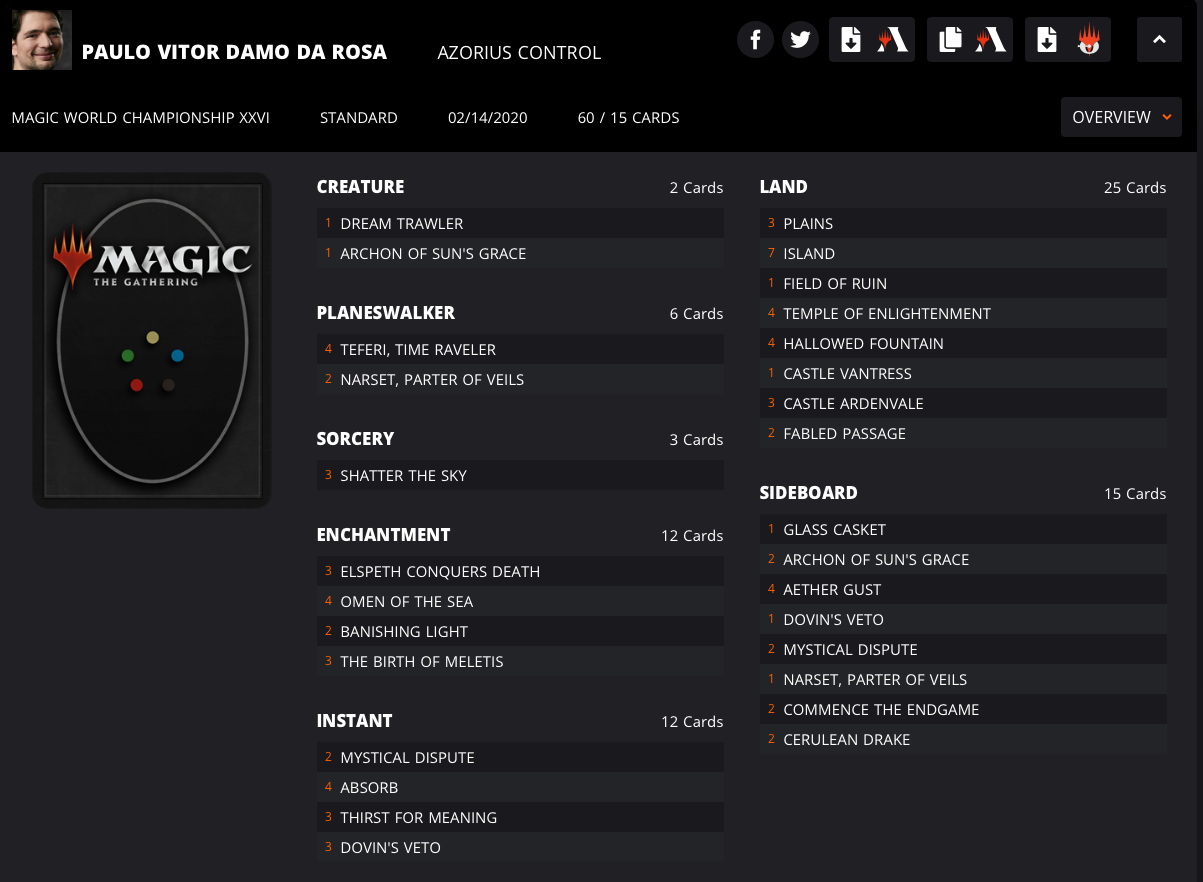 PAULO VITOR DAMO DA ROSA
AZORIUS CONTROL
MAGIC WORLD CHAMPIONSHIP XXVI
STANDARD
02/14/2020
60 / 15 CARDS
OVERVIEW
MAGIC
THE GATHERING
CREATURE 2 Cards
1 DREAM TRAWLER
1 ARCHON OF SUN'S GRACE
PLANESWALKER 6 Cards
4 TEFERI, TIME RAVELER
2 NARSET, PARTER OF VEILS
SORCERY 3 Cards
3 SHATTER THE SKY
ENCHANTMENT 12 Cards
3 ELSPETH CONQUERS DEATH
4 OMEN OF THE SEA
2 BANISHING LIGHT
3 THE BIRTH OF MELETIS
INSTANT 12 Cards
2 MYSTICAL DISPUTE
4 ABSORB
3 THIRST FOR MEANING
3 DOVIN'S VETO
LAND 25 Cards
3 PLAINS
7 ISLAND
1 FIELD OF RUIN
4 TEMPLE OF ENLIGHTENMENT
4 HALLOWED FOUNTAIN
1 CASTLE VANTRESS
3 CASTLE ARDENVALE
2 FABLED PASSAGE
SIDEBOARD 15 Cards
1 GLASS CASKET
2 ARCHON OF SUN'S GRACE
4 AETHER GUST
1 DOVIN'S VETO
2 MYSTICAL DISPUTE
1 NARSET, PARTER OF VEILS
2 COMMENCE THE ENDGAME
2 CERULEAN DRAKE